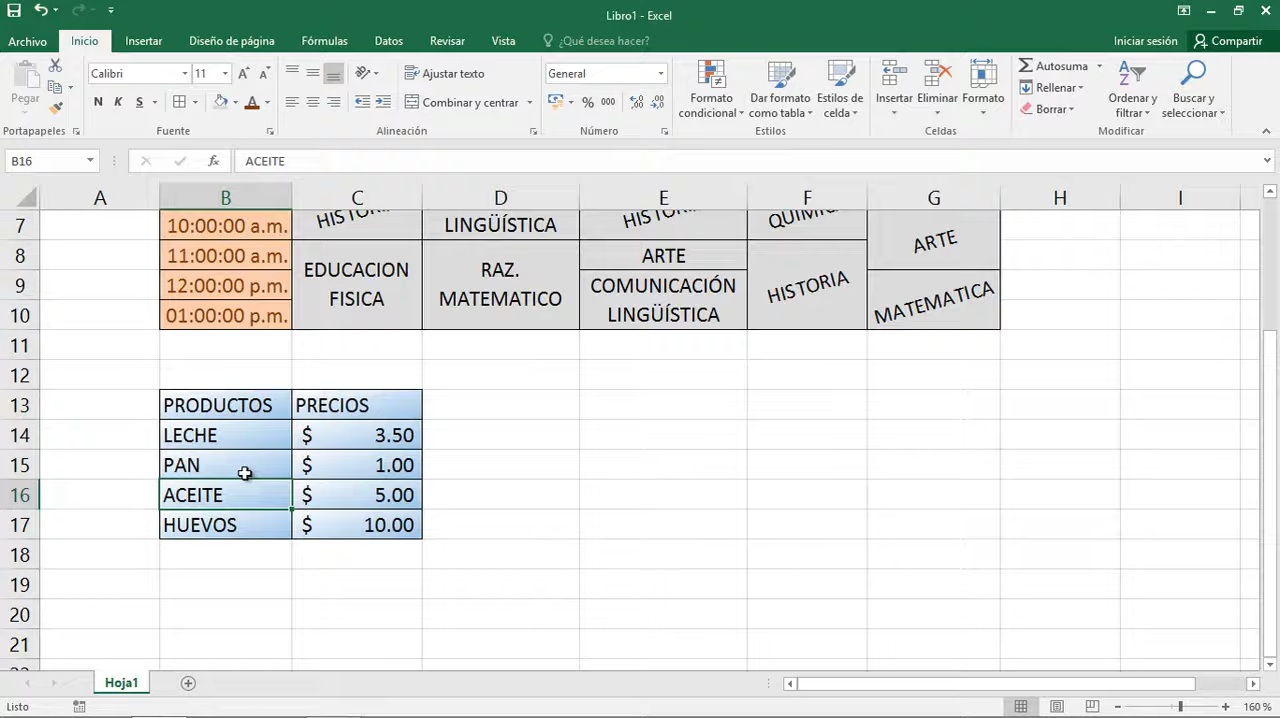 Libro1 - Excel
Archivo Inicio Insertar Diseño de página Fórmulas Datos Revisar Vista ¿Qué desea hacer? Iniciar sesión Compartir
Pegar
Calibri 11
N K S
Ajustar texto
Combinar y centrar
General
% 000
Formato condicional
Dar formato como tabla
Estilos de celda
Insertar Eliminar Formato
Autosuma
Rellenar
Borrar
Ordenar y filtrar
Buscar y seleccionar
Portapapeles Fuente Alineación Número Estilos Celdas Modificar
B16 fx ACEITE
A B C D E F G H I
7 10:00:00 a.m. HISTORIA LINGÜÍSTICA HISTORIA QUIMICA
8 11:00:00 a.m. EDUCACION FISICA RAZ. MATEMATICO ARTE HISTORIA ARTE
9 12:00:00 p.m. COMUNICACIÓN LINGÜÍSTICA MATEMATICA
10 01:00:00 p.m.
11
12
13 PRODUCTOS PRECIOS
14 LECHE $ 3.50
15 PAN $ 1.00
16 ACEITE $ 5.00
17 HUEVOS $ 10.00
18
19
20
21
Hoja1
Listo 160 %